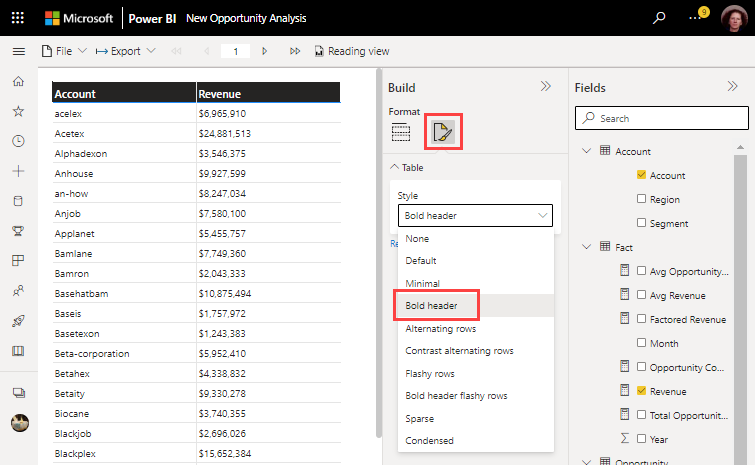 Microsoft Power BI New Opportunity Analysis 9
File Export 1 Reading view
Account Revenue
acelex $6,965,910
Acetex $24,881,513
Alphadexon $3,546,375
Anhouse $9,927,599
an-how $8,247,034
Anjob $7,580,100
Applanet $5,455,757
Bamlane $7,749,360
Bamron $2,043,333
Basehatbam $10,875,494
Baseis $1,757,972
Basetexon $1,243,383
Beta-corporation $5,952,410
Betahex $4,338,832
Betaity $9,330,278
Biocane $3,740,355
Blackjob $2,696,026
Blackplex $15,652,384
Build
Format
Table
Style
Bold header
Re
None
Default
Minimal
Bold header
Alternating rows
Contrast alternating rows
Flashy rows
Bold header flashy rows
Sparse
Condensed
Fields
Search
Account
Account
Region
Segment
Fact
Avg Opportunity...
Avg Revenue
Factored Revenue
Month
Opportunity Co...
Revenue
Total Opportunit...
Year
Opportunity